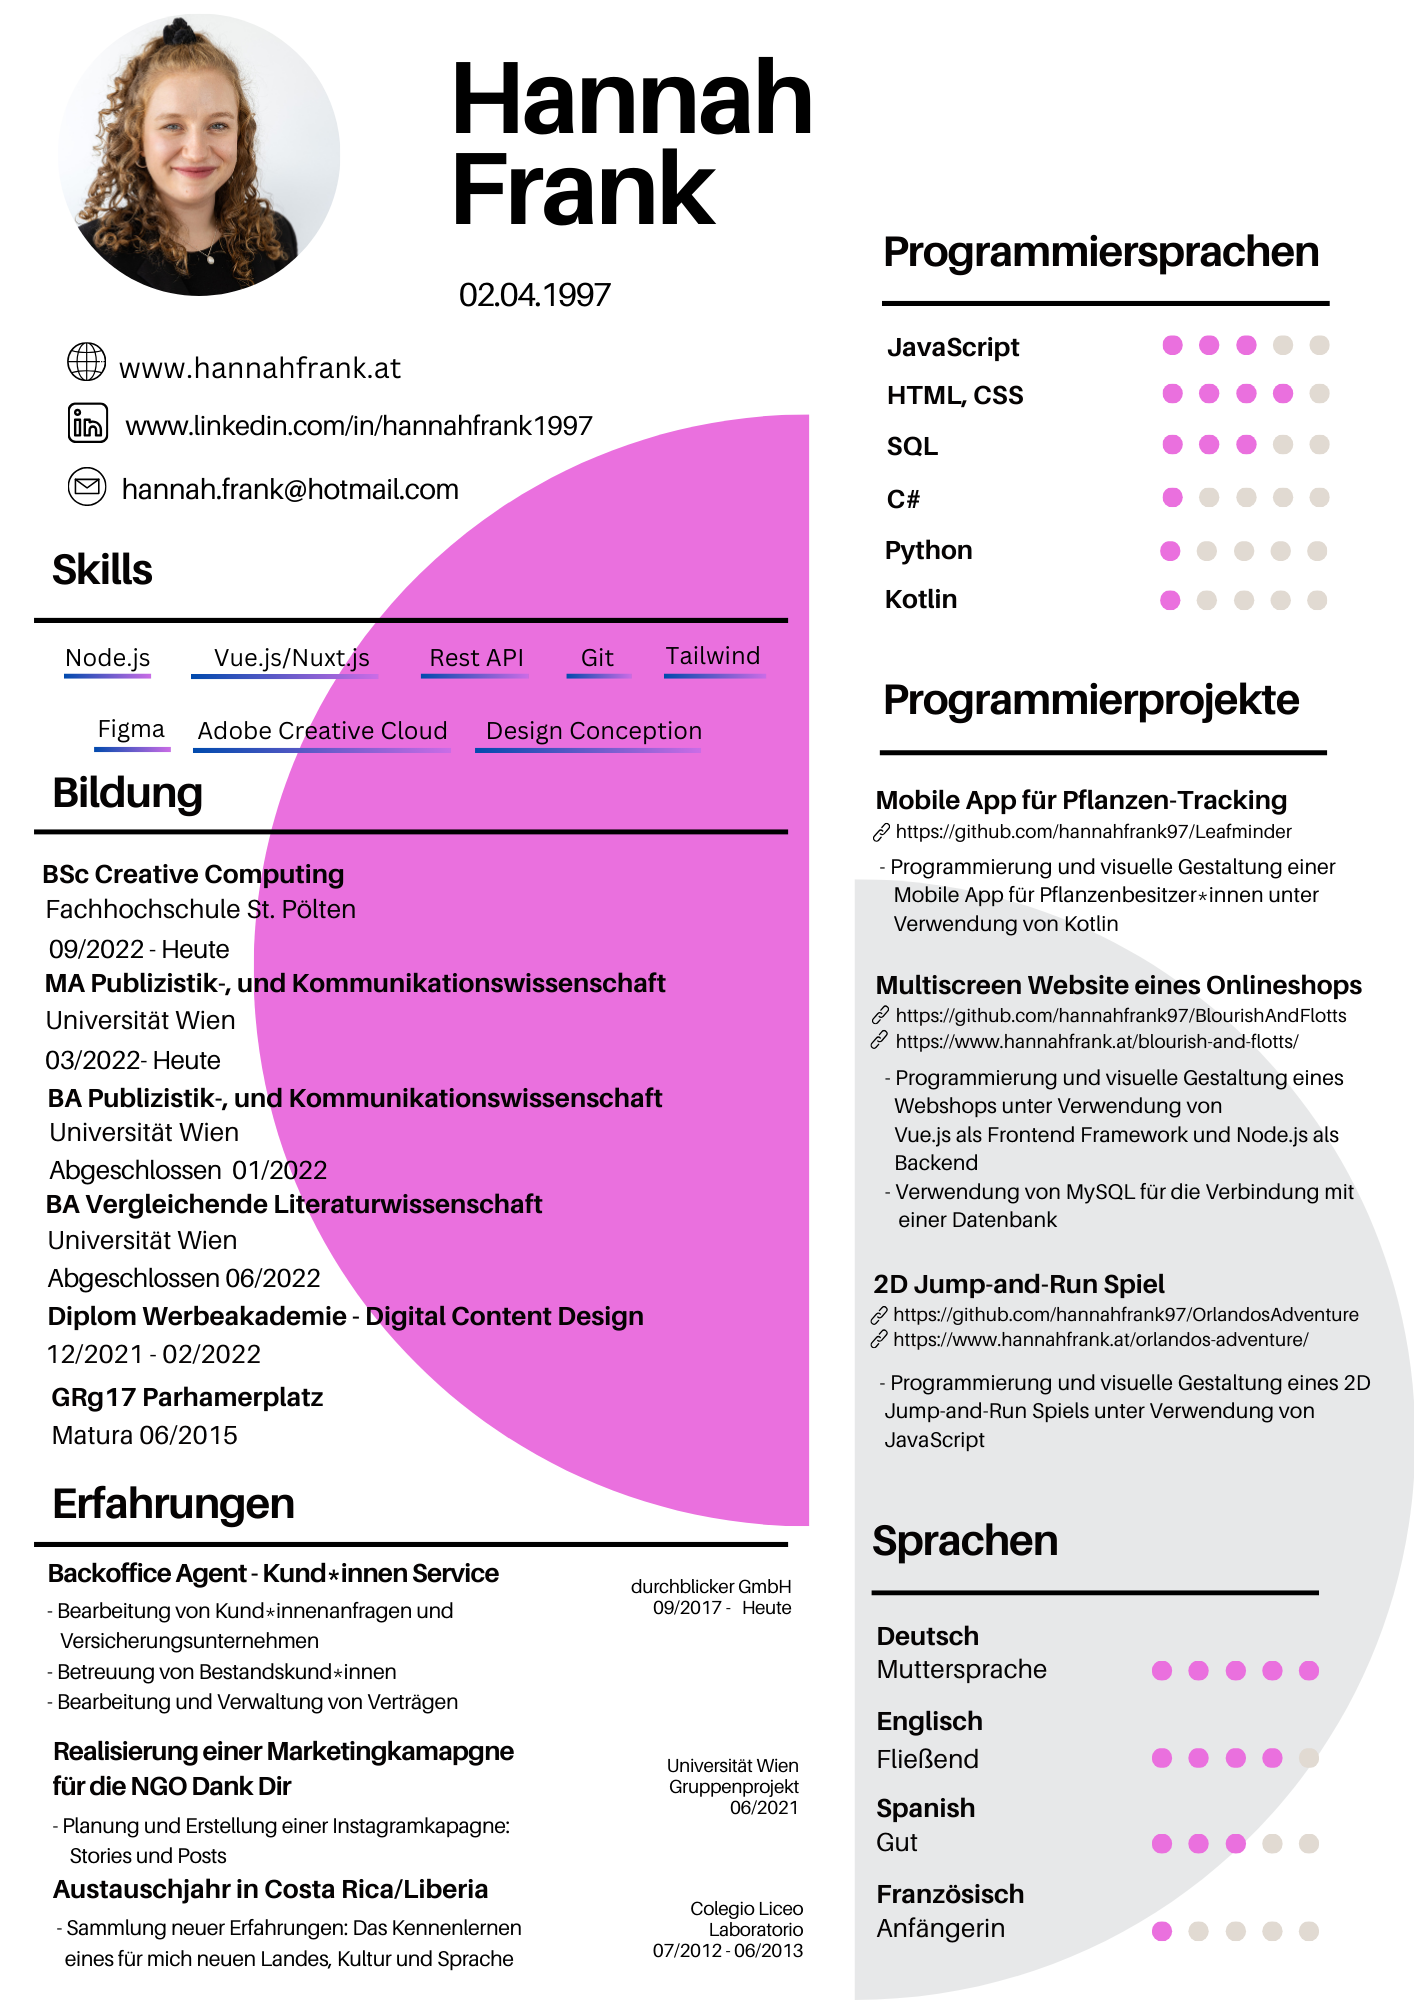 Hannah
Frank
02.04.1997
www.hannahfrank.at
www.linkedin.com/in/hannahfrank1997
hannah.frank@hotmail.com
Skills
Node.js Vue.js/Nuxt.js Rest API Git Tailwind
Figma Adobe Creative Cloud Design Conception
Bildung
BSc Creative Computing
Fachhochschule St. Pölten
09/2022 - Heute
MA Publizistik-, und Kommunikationswissenschaft
Universität Wien
03/2022- Heute
BA Publizistik-, und Kommunikationswissenschaft
Universität Wien
Abgeschlossen 01/2022
BA Vergleichende Literaturwissenschaft
Universität Wien
Abgeschlossen 06/2022
Diplom Werbeakademie - Digital Content Design
12/2021 - 02/2022
GRg17 Parhamerplatz
Matura 06/2015
Erfahrungen
Backoffice Agent - Kund*innen Service
durchblicker GmbH
09/2017 - Heute
- Bearbeitung von Kund*innenanfragen und
Versicherungsunternehmen
- Betreuung von Bestandskund*innen
- Bearbeitung und Verwaltung von Verträgen
Realisierung einer Marketingkamapgne
für die NGO Dank Dir
Universität Wien
Gruppenprojekt
06/2021
- Planung und Erstellung einer Instagramkapagne:
Stories und Posts
Austauschjahr in Costa Rica/Liberia
Colegio Liceo
Laboratorio
07/2012 - 06/2013
- Sammlung neuer Erfahrungen: Das Kennenlernen
eines für mich neuen Landes, Kultur und Sprache
Programmiersprachen
JavaScript
HTML, CSS
SQL
C#
Python
Kotlin
Programmierprojekte
Mobile App für Pflanzen-Tracking
https://github.com/hannahfrank97/Leafminder
- Programmierung und visuelle Gestaltung einer
Mobile App für Pflanzenbesitzer*innen unter
Verwendung von Kotlin
Multiscreen Website eines Onlineshops
https://github.com/hannahfrank97/BlourishAndFlotts
https://www.hannahfrank.at/blourish-and-flotts/
- Programmierung und visuelle Gestaltung eines
Webshops unter Verwendung von
Vue.js als Frontend Framework und Node.js als
Backend
- Verwendung von MySQL für die Verbindung mit
einer Datenbank
2D Jump-and-Run Spiel
https://github.com/hannahfrank97/OrlandosAdventure
https://www.hannahfrank.at/orlandos-adventure/
- Programmierung und visuelle Gestaltung eines 2D
Jump-and-Run Spiels unter Verwendung von
JavaScript
Sprachen
Deutsch
Muttersprache
Englisch
Fließend
Spanish
Gut
Französisch
Anfängerin